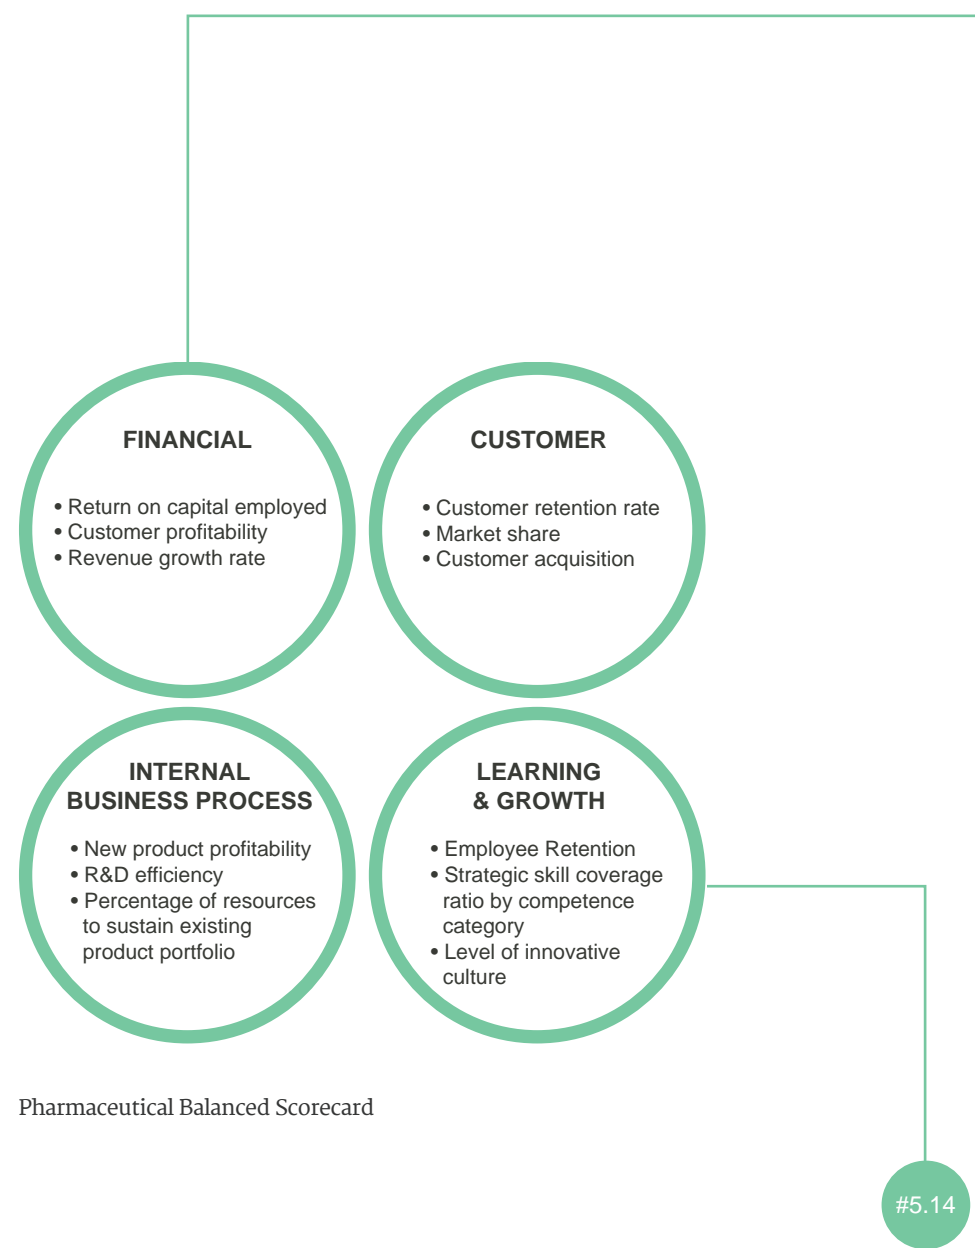 FINANCIAL
• Return on capital employed
• Customer profitability
• Revenue growth rate
CUSTOMER
• Customer retention rate
• Market share
• Customer acquisition
INTERNAL
BUSINESS PROCESS
• New product profitability
• R&D efficiency
• Percentage of resources
to sustain existing
product portfolio
LEARNING
& GROWTH
• Employee Retention
• Strategic skill coverage
ratio by competence
category
• Level of innovative
culture
Pharmaceutical Balanced Scorecard
#5.14